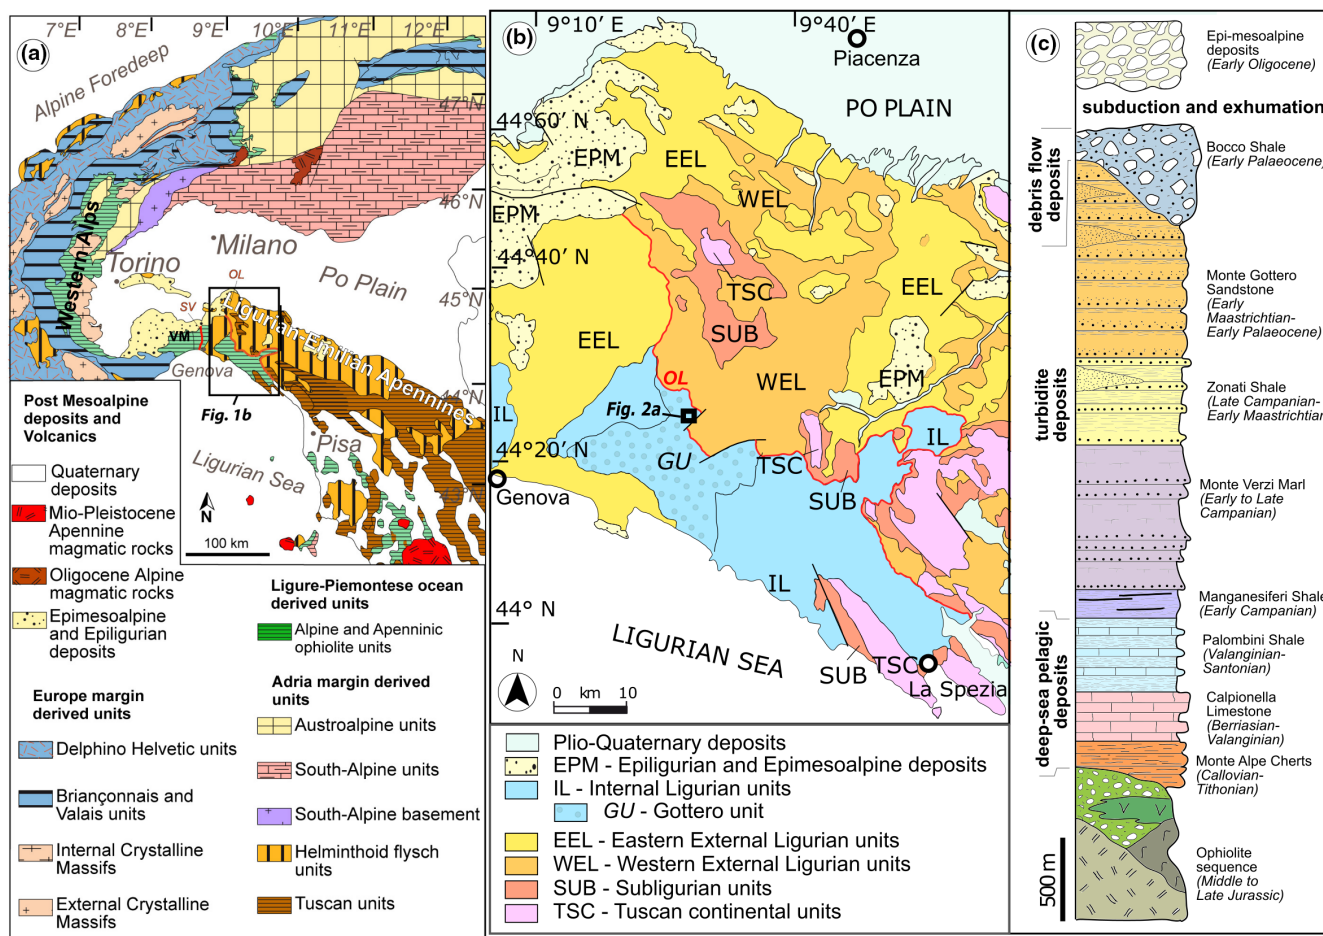 (a)
7°E
8°E
9°E
10°E
11°E
12°E
Alpine Foredeep
47°N
46°N
45°N
44°N
43°N
Western Alps
Milano
Torino
Po Plain
OL
SV
VM
Ligurian-Emilian Apennines
Genova
Fig. 1b
Pisa
Ligurian Sea
N
100 km
Post Mesoalpine
deposits and
Volcanics
Quaternary
deposits
Mio-Pleistocene
Apennine
magmatic rocks
Oligocene Alpine
magmatic rocks
Epimesoalpine
and Epiligurian
deposits
Europe margin
derived units
Delphino Helvetic units
Briançonnais and
Valais units
Internal Crystalline
Massifs
External Crystalline
Massifs
Ligure-Piemontese ocean
derived units
Alpine and Apenninic
ophiolite units
Adria margin derived
units
Austroalpine units
South-Alpine units
South-Alpine basement
Helminthoid flysch
units
Tuscan units
(b)
9°10′ E
9°40′ E
Piacenza
PO PLAIN
44°60′ N
EPM
EEL
WEL
EPM
44°40′ N
TSC
EEL
SUB
EEL
OL
WEL
EPM
Fig. 2a
IL
IL
44°20′ N
GU
TSC
Genova
SUB
IL
44° N
LIGURIAN SEA
SUB
TSC
La Spezia
N
0 km 10
Plio-Quaternary deposits
EPM - Epiligurian and Epimesoalpine deposits
IL - Internal Ligurian units
GU - Gottero unit
EEL - Eastern External Ligurian units
WEL - Western External Ligurian units
SUB - Subligurian units
TSC - Tuscan continental units
(c)
Epi-mesoalpine
deposits
(Early Oligocene)
subduction and exhumation
debris flow
deposits
Bocco Shale
(Early Palaeocene)
Monte Gottero
Sandstone
(Early
Maastrichtian-
Early Palaeocene)
turbidite
deposits
Zonati Shale
(Late Campanian-
Early Maastrichtian
Monte Verzi Marl
(Early to Late
Campanian)
Manganesiferi Shale
(Early Campanian)
deep-sea pelagic
deposits
Palombini Shale
(Valanginian-
Santonian)
Calpionella
Limestone
(Berriasian-
Valanginian)
Monte Alpe Cherts
(Callovian-
Tithonian)
Ophiolite
sequence
(Middle to
Late Jurassic)
500 m